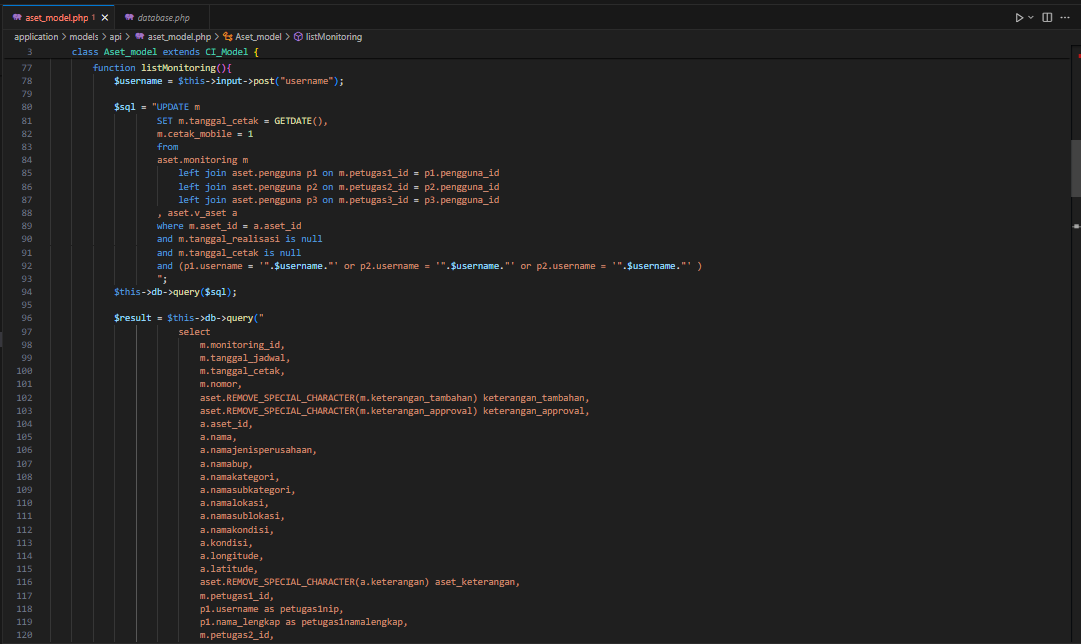 aset_model.php 1 ×
database.php
application > models > api > aset_model.php > Aset_model > listMonitoring
3 class Aset_model extends CI_Model {
77 function listMonitoring(){
78 $username = $this->input->post("username");
79
80 $sql = "UPDATE m
81 SET m.tanggal_cetak = GETDATE(),
82 m.cetak_mobile = 1
83 from
84 aset.monitoring m
85 left join aset.pengguna p1 on m.petugas1_id = p1.pengguna_id
86 left join aset.pengguna p2 on m.petugas2_id = p2.pengguna_id
87 left join aset.pengguna p3 on m.petugas3_id = p3.pengguna_id
88 , aset.v_aset a
89 where m.aset_id = a.aset_id
90 and m.tanggal_realisasi is null
91 and m.tanggal_cetak is null
92 and (p1.username = '".$username."' or p2.username = '".$username."' or p2.username = '".$username."' )
93 ";
94 $this->db->query($sql);
95
96 $result = $this->db->query("
97 select
98 m.monitoring_id,
99 m.tanggal_jadwal,
100 m.tanggal_cetak,
101 m.nomor,
102 aset.REMOVE_SPECIAL_CHARACTER(m.keterangan_tambahan) keterangan_tambahan,
103 aset.REMOVE_SPECIAL_CHARACTER(m.keterangan_approval) keterangan_approval,
104 a.aset_id,
105 a.nama,
106 a.namajenisperusahaan,
107 a.namabup,
108 a.namakategori,
109 a.namasubkategori,
110 a.namalokasi,
111 a.namasublokasi,
112 a.namakondisi,
113 a.kondisi,
114 a.longitude,
115 a.latitude,
116 aset.REMOVE_SPECIAL_CHARACTER(a.keterangan) aset_keterangan,
117 m.petugas1_id,
118 p1.username as petugas1nip,
119 p1.nama_lengkap as petugas1namalengkap,
120 m.petugas2_id,